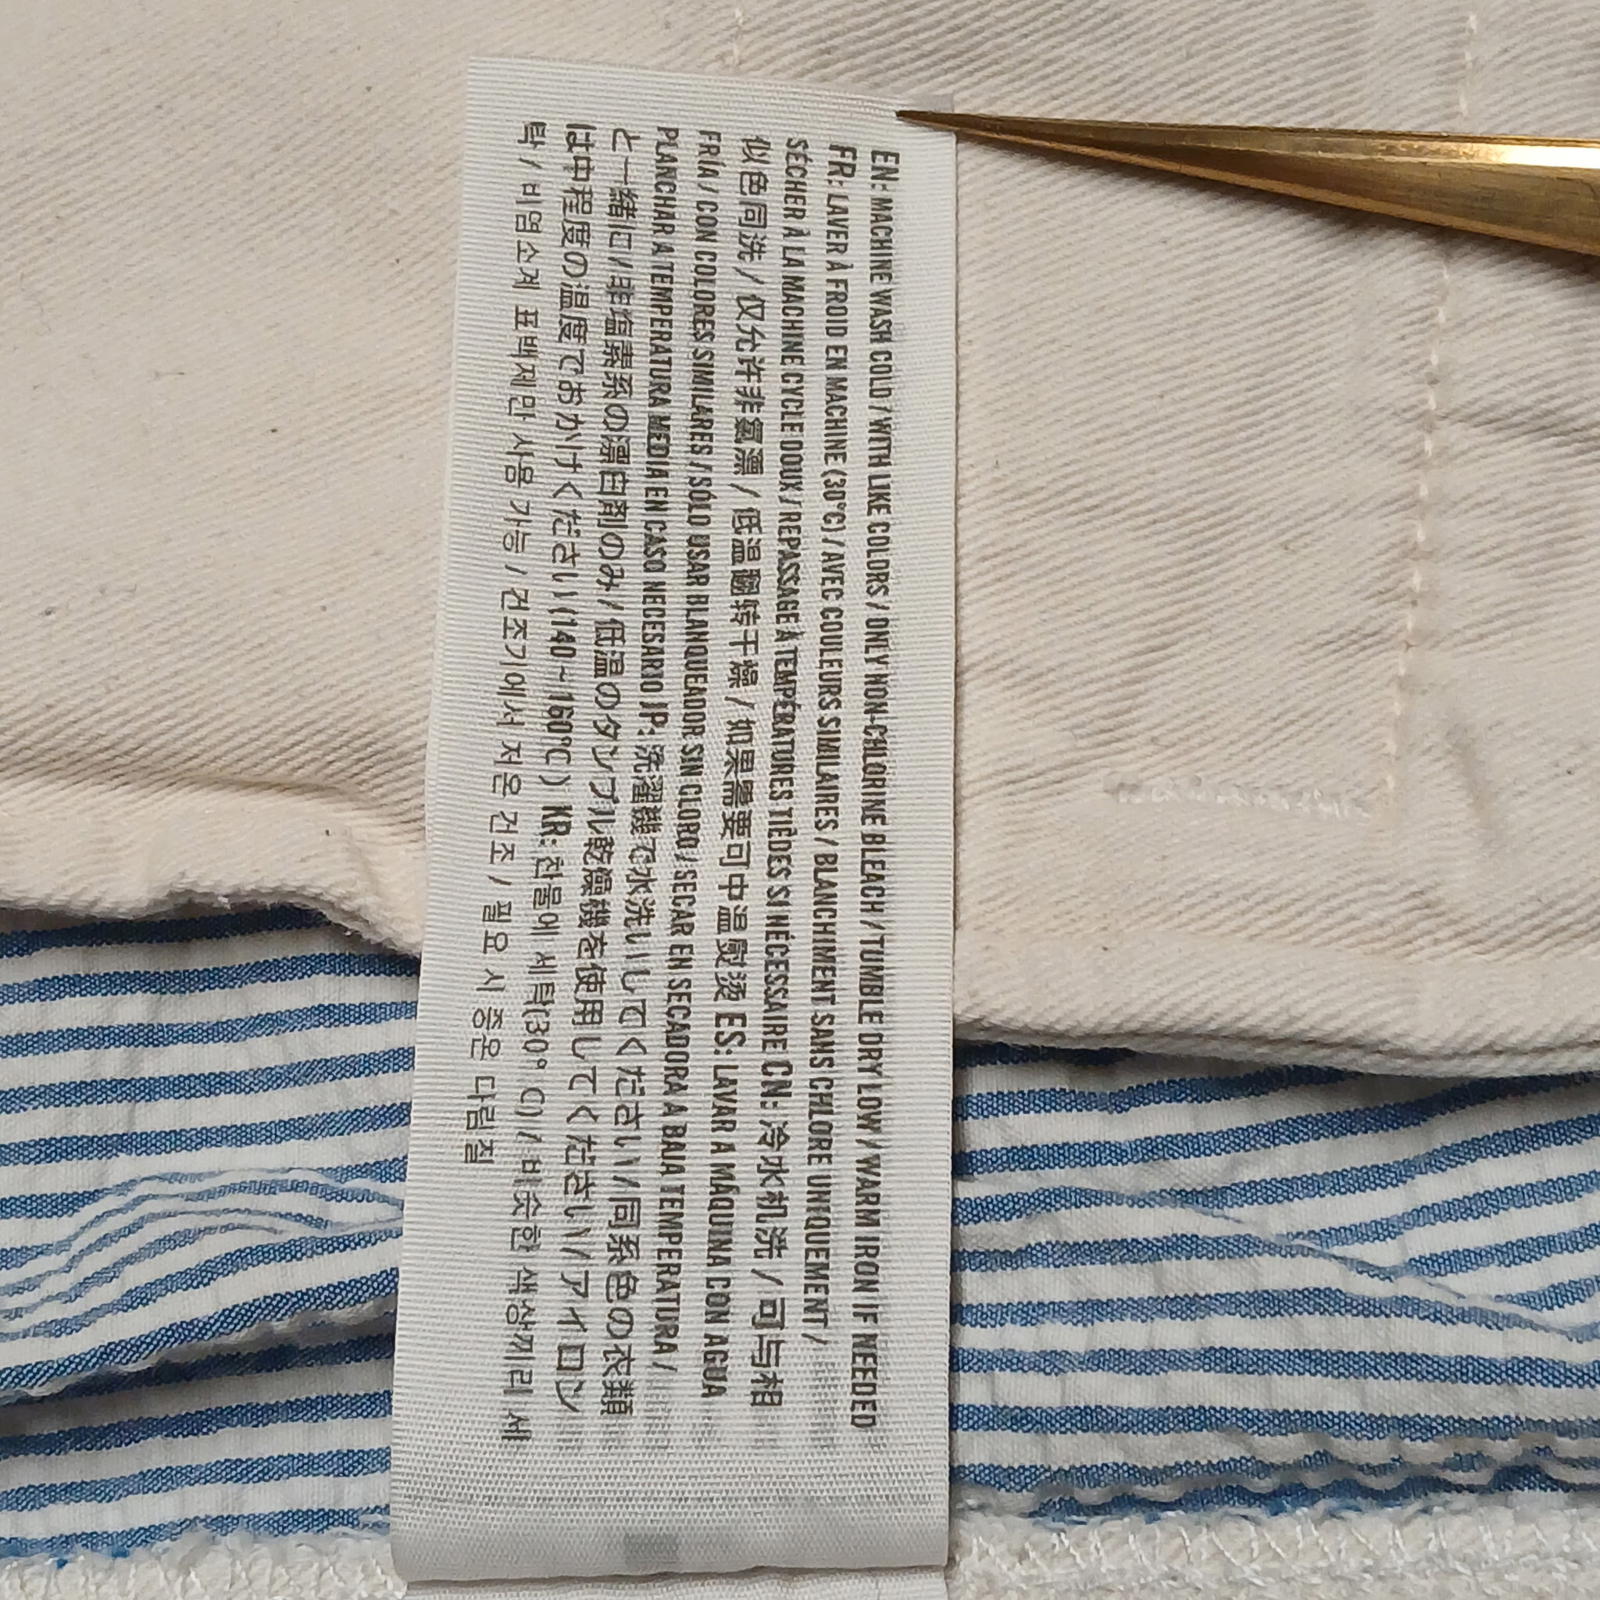 EN: MACHINE WASH COLD / WITH LIKE COLORS / ONLY NON-CHLORINE BLEACH / TUMBLE DRY LOW / WARM IRON IF NEEDED
FR: LAVER À FROID EN MACHINE (30°C) / AVEC COULEURS SIMILAIRES / BLANCHIMENT SANS CHLORE UNIQUEMENT /
SÉCHER À LA MACHINE CYCLE DOUX / REPASSAGE À TEMPÉRATURES TIÈDES SI NÉCESSAIRE CN: 冷水机洗 / 可与相
似色同洗 / 仅允许非氯漂 / 低温翻转干燥 / 如果需要可中温熨烫 ES: LAVAR A MÁQUINA CON AGUA
FRÍA / CON COLORES SIMILARES / SÓLO USAR BLANQUEADOR SIN CLORO / SECAR EN SECADORA A BAJA TEMPERATURA /
PLANCHAR A TEMPERATURA MEDIA EN CASO NECESARIO JP: 洗濯機で水洗いしてください / 同系色の衣類
と一緒に / 非塩素系の漂白剤のみ / 低温のタンブル乾燥機を使用してください / アイロン
は中程度の温度でおかけください (140~160°C) KR: 찬물에 세탁(30° C) / 비슷한 색상끼리 세
탁 / 비염소계 표백제만 사용 가능 / 건조기에서 저온 건조 / 필요 시 중온 다림질